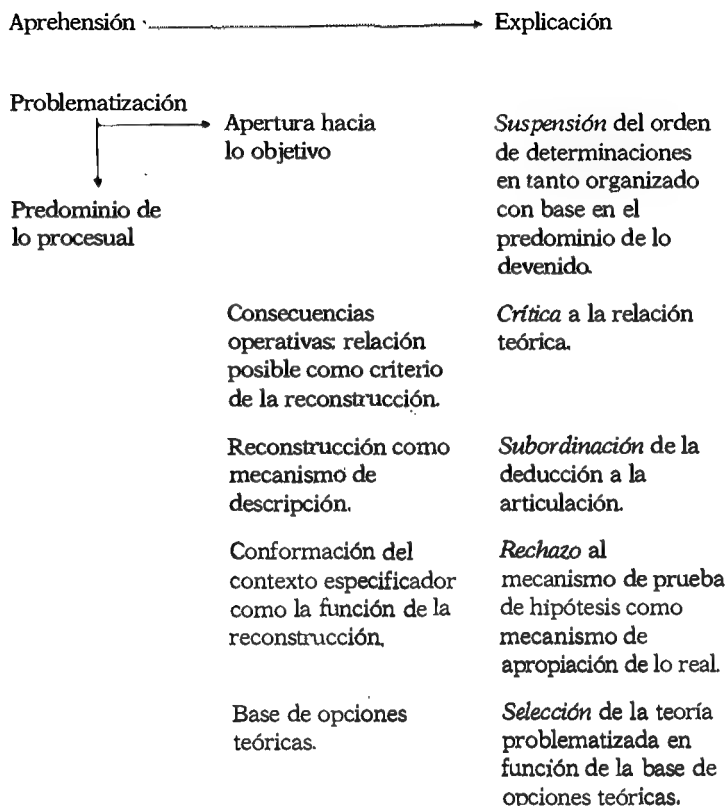 Aprehensión → Explicación
Problematización
Apertura hacia
lo objetivo
Predominio de
lo procesual
Suspensión del orden
de determinaciones
en tanto organizado
con base en el
predominio de lo
devenido.
Consecuencias
operativas: relación
posible como criterio
de la reconstrucción.
Crítica a la relación
teórica.
Reconstrucción como
mecanismo de
descripción.
Subordinación de la
deducción a la
articulación.
Conformación del
contexto especificador
como la función de la
reconstrucción,
Rechazo al
mecanismo de prueba
de hipótesis como
mecanismo de
apropiación de lo real.
Base de opciones
teóricas.
Selección de la teoría
problematizada en
función de la base de
opciones teóricas.